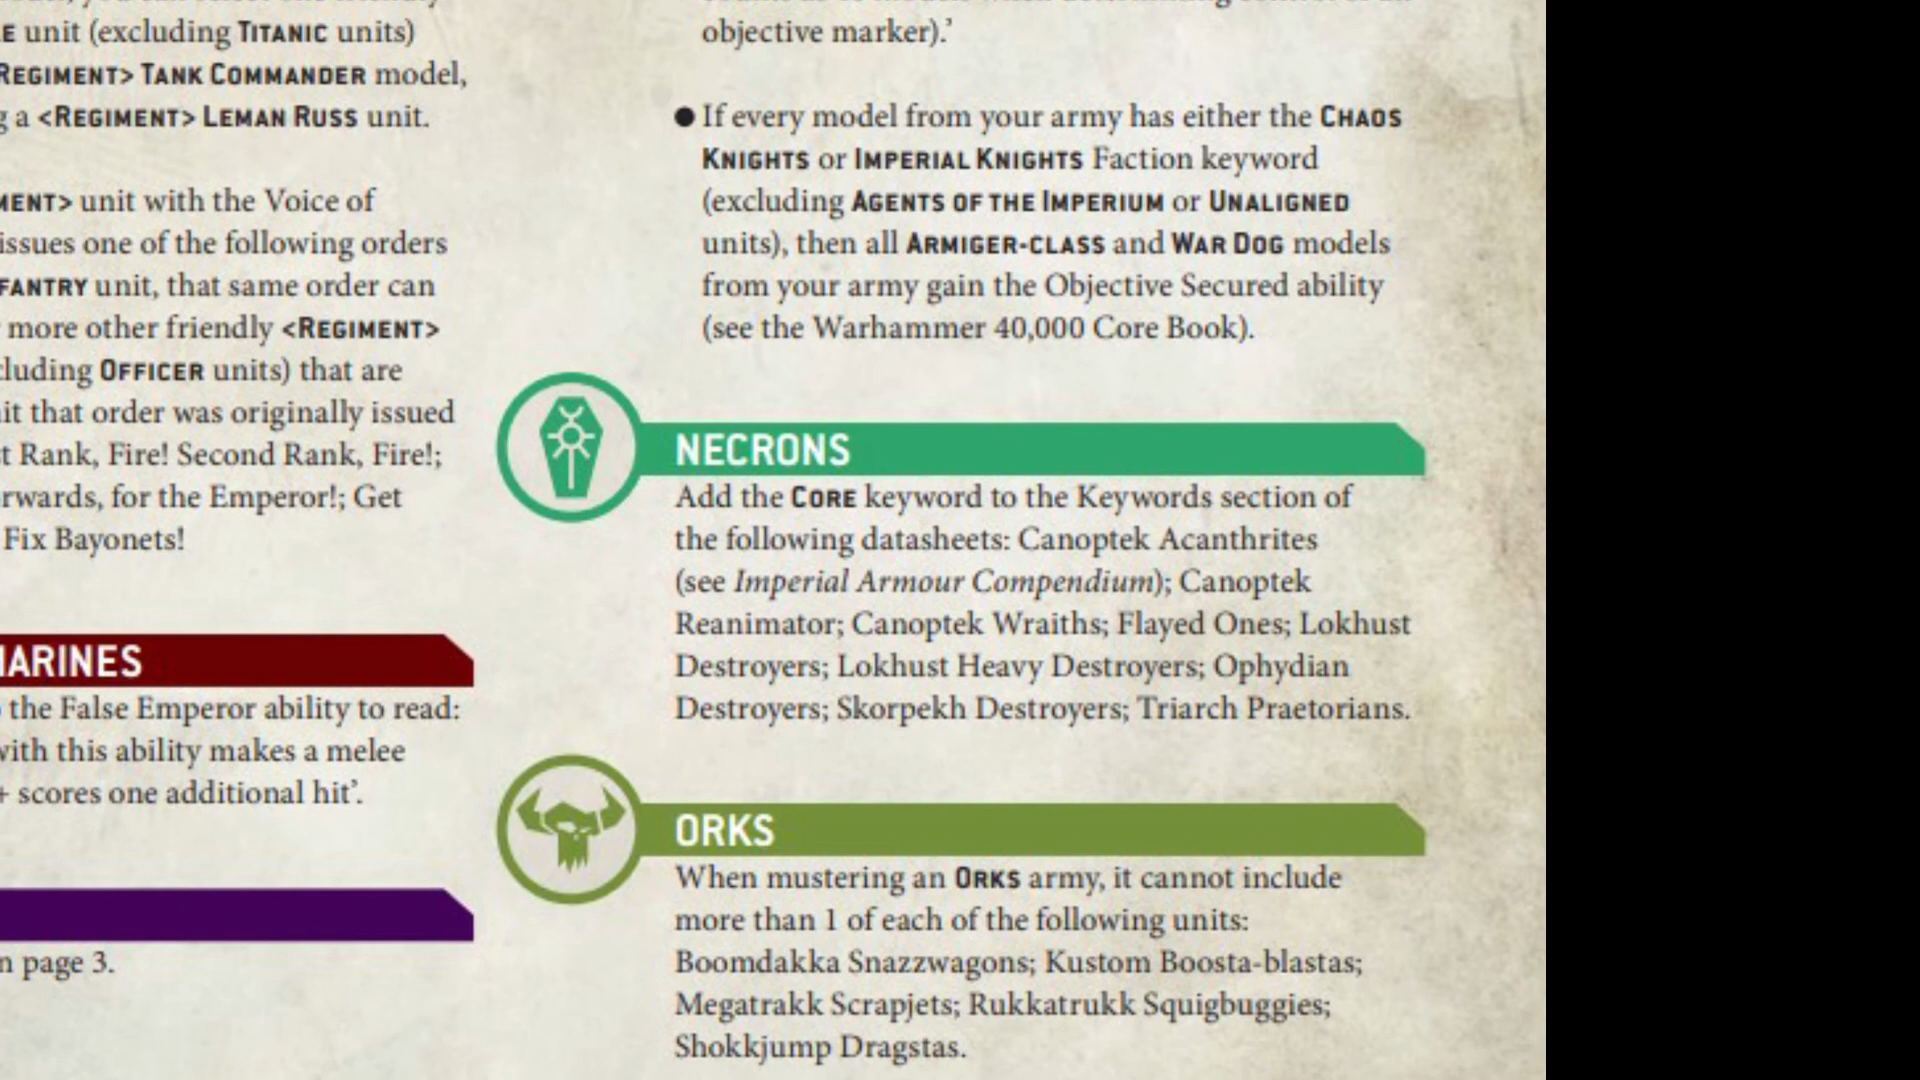 E unit (excluding TITANIC units)
REGIMENT> TANK COMMANDER model,
a <REGIMENT> LEMAN RUSS unit.
MENT> unit with the Voice of
issues one of the following orders
FANTRY unit, that same order can
more other friendly <REGIMENT>
cluding OFFICER units) that are
it that order was originally issued
t Rank, Fire! Second Rank, Fire!;
rwards, for the Emperor!; Get
Fix Bayonets!
MARINES
the False Emperor ability to read:
with this ability makes a melee
+ scores one additional hit'.
n page 3.
objective marker).'
● If every model from your army has either the CHAOS
KNIGHTS or IMPERIAL KNIGHTS Faction keyword
(excluding AGENTS OF THE IMPERIUM or UNALIGNED
units), then all ARMIGER-CLASS and WAR DOG models
from your army gain the Objective Secured ability
(see the Warhammer 40,000 Core Book).
NECRONS
Add the CORE keyword to the Keywords section of
the following datasheets: Canoptek Acanthrites
(see Imperial Armour Compendium); Canoptek
Reanimator; Canoptek Wraiths; Flayed Ones; Lokhust
Destroyers; Lokhust Heavy Destroyers; Ophydian
Destroyers; Skorpekh Destroyers; Triarch Praetorians.
ORKS
When mustering an ORKS army, it cannot include
more than 1 of each of the following units:
Boomdakka Snazzwagons; Kustom Boosta-blastas;
Megatrakk Scrapjets; Rukkatrukk Squigbuggies;
Shokkjump Dragstas.